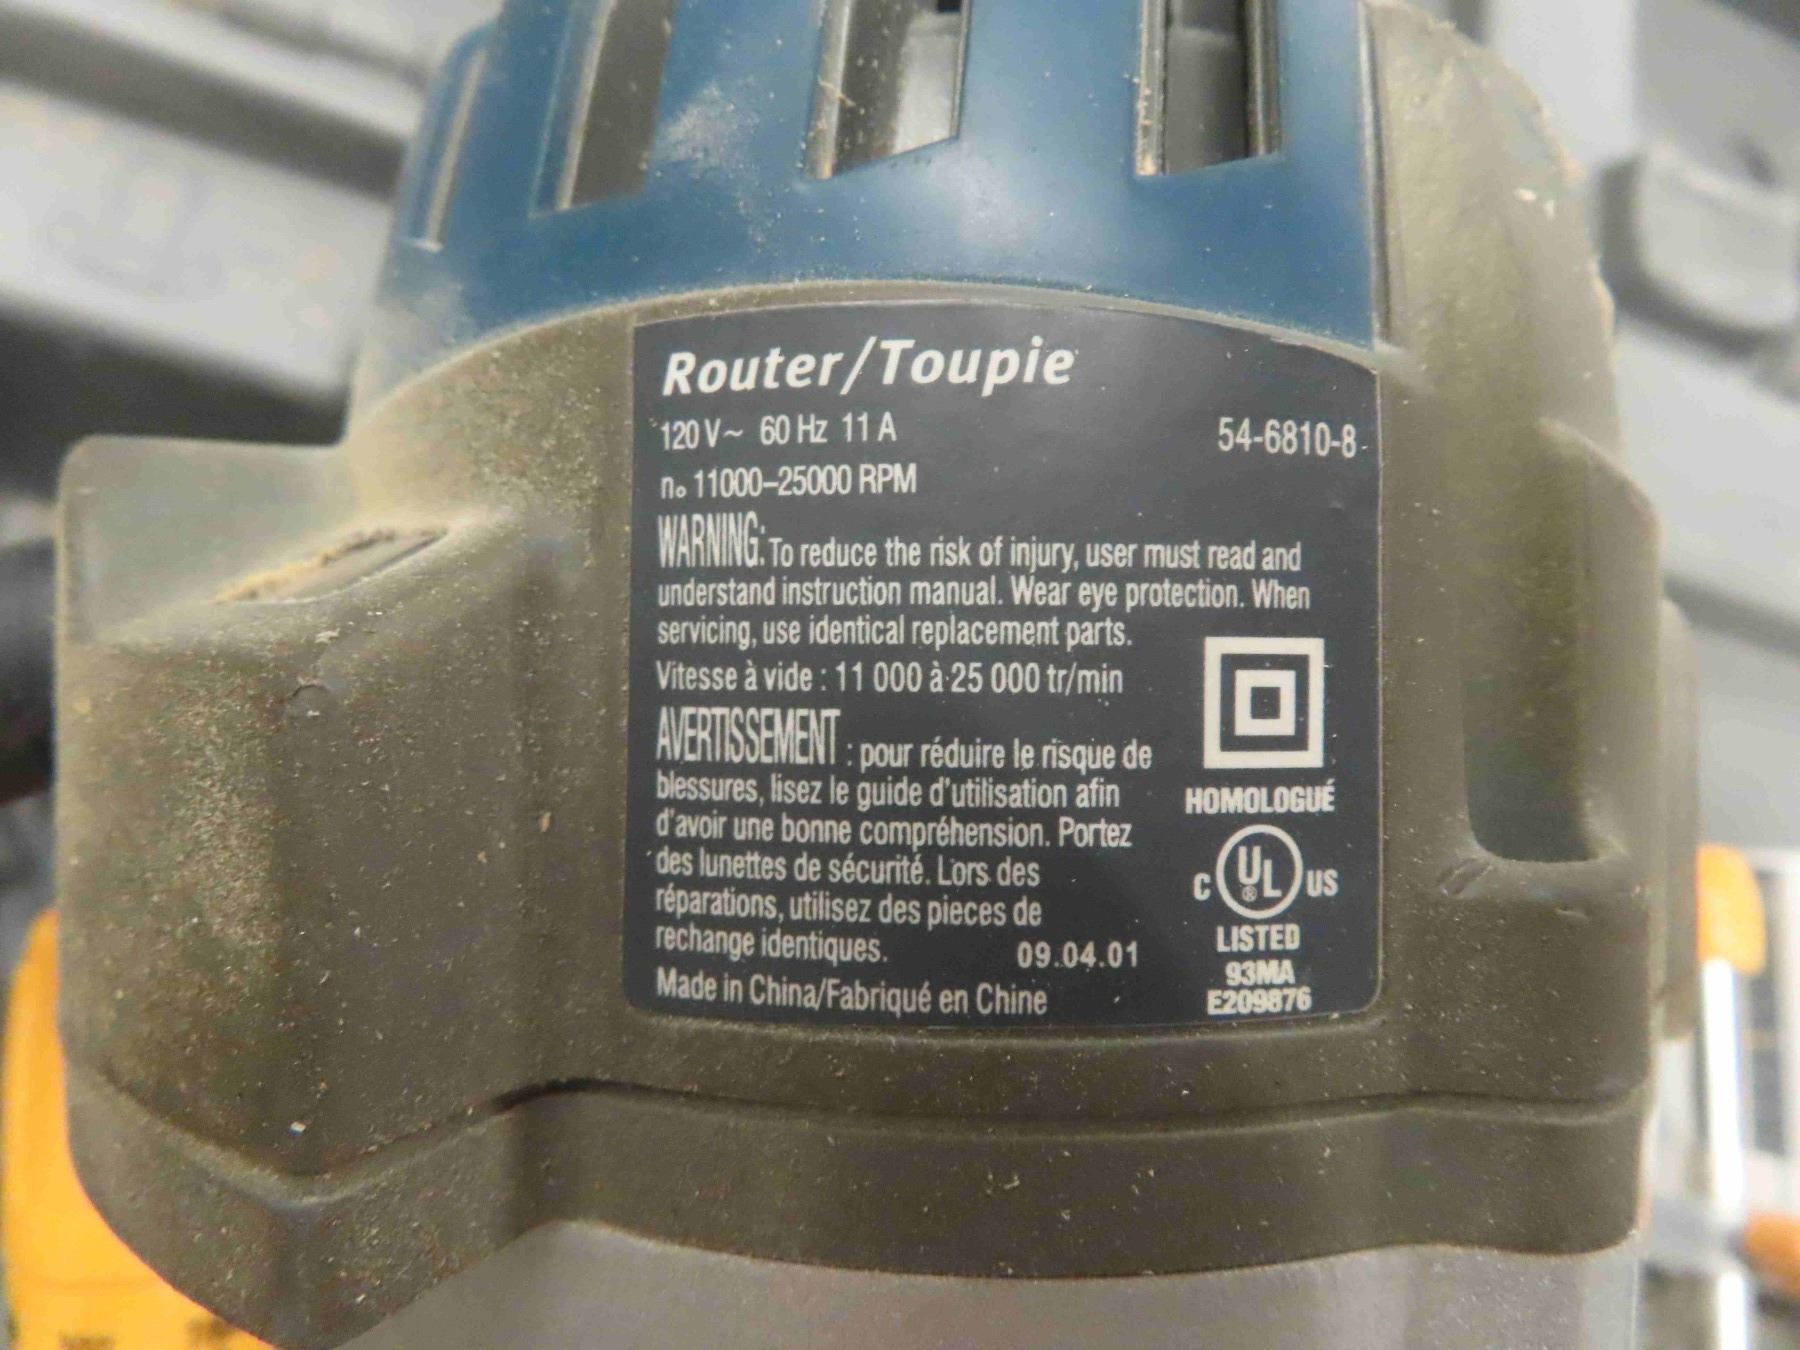 Router/Toupie
120 V~ 60 Hz 11 A
54-6810-8
n₀ 11000–25000 RPM
WARNING: To reduce the risk of injury, user must read and
understand instruction manual. Wear eye protection. When
servicing, use identical replacement parts.
Vitesse à vide : 11 000 à 25 000 tr/min
AVERTISSEMENT : pour réduire le risque de
blessures, lisez le guide d'utilisation afin
d'avoir une bonne compréhension. Portez
des lunettes de sécurité. Lors des
réparations, utilisez des pieces de
rechange identiques.
09.04.01
Made in China/Fabriqué en Chine
HOMOLOGUÉ
C UL® US
LISTED
93MA
E209876